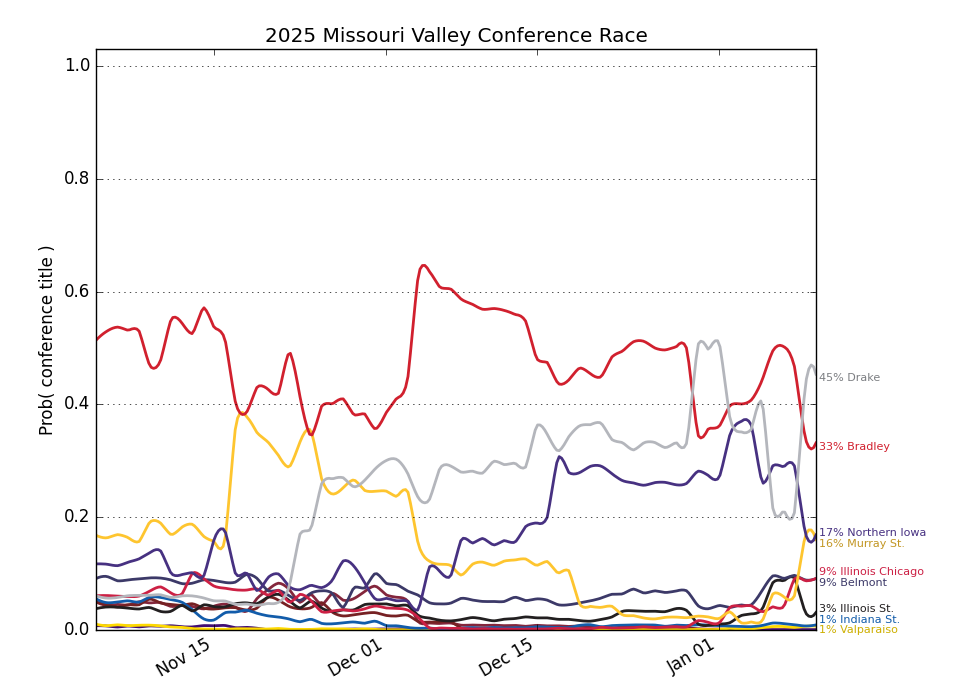 2025 Missouri Valley Conference Race
Prob( conference title )
1.0
0.8
0.6
0.4
0.2
0.0
Nov 15
Dec 01
Dec 15
Jan 01
45% Drake
33% Bradley
17% Northern Iowa
16% Murray St.
9% Illinois Chicago
9% Belmont
3% Illinois St.
1% Indiana St.
1% Valparaiso